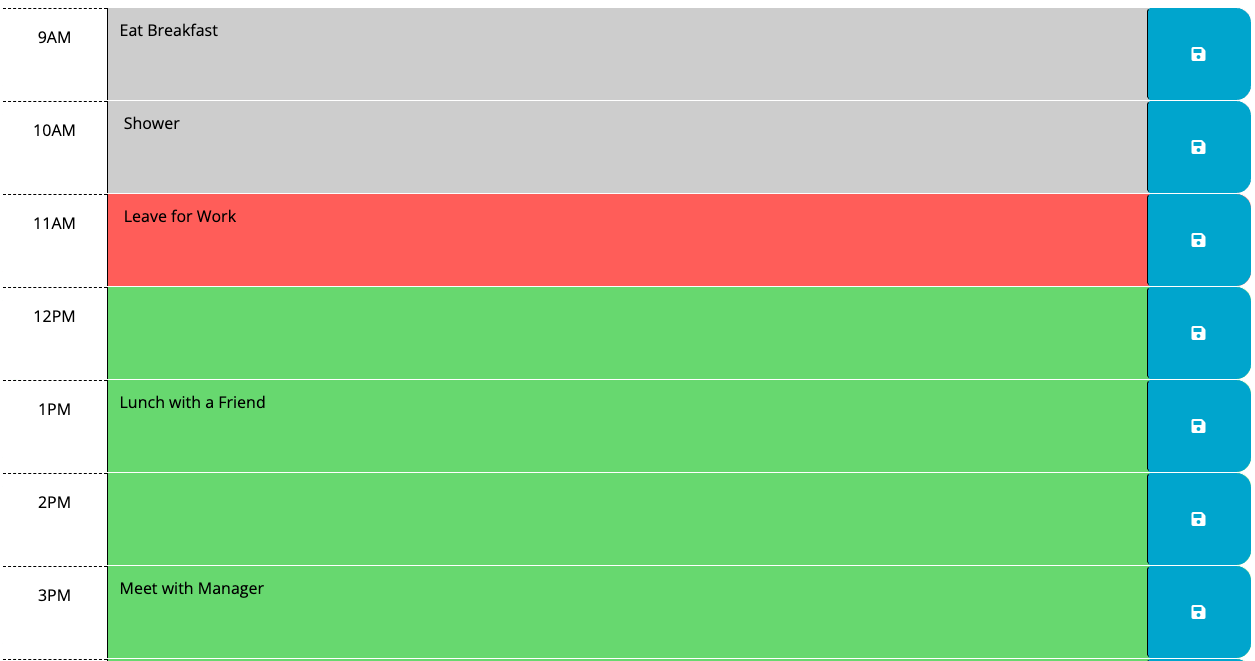 9AM
Eat Breakfast
10AM
Shower
11AM
Leave for Work
12PM
1PM
Lunch with a Friend
2PM
3PM
Meet with Manager